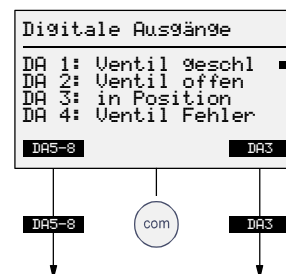 Digitale Ausgänge
DA 1: Ventil geschl
DA 2: Ventil offen
DA 3: in Position
DA 4: Ventil Fehler
DA5-8 DA3
DA5-8 com DA3